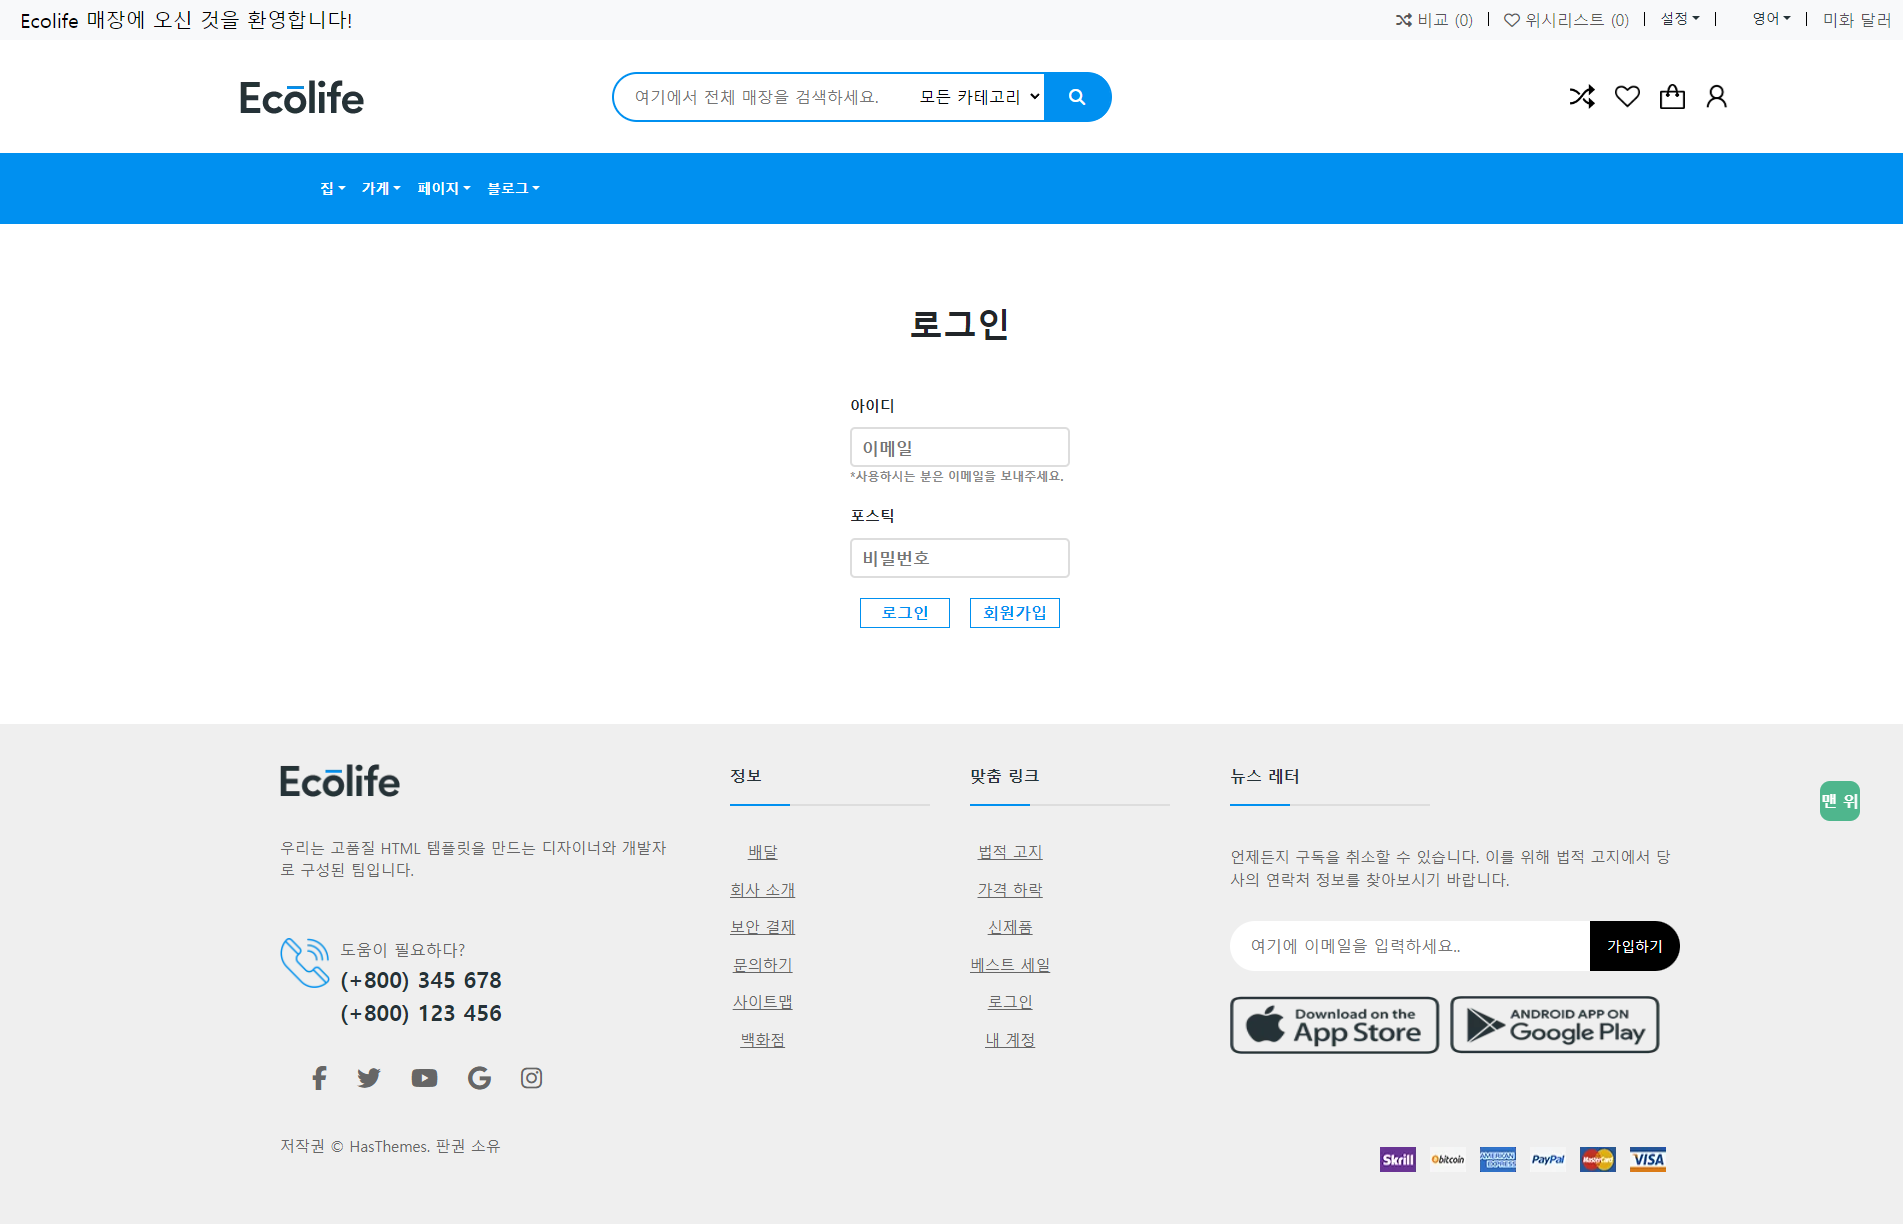 Ecolife 매장에 오신 것을 환영합니다!
비교 (0) | 위시리스트 (0) | 설정 | 영어 | 미화 달러
Ecolife
여기에서 전체 매장을 검색하세요. 모든 카테고리
집 가게 페이지 블로그
로그인
아이디
이메일
*사용하시는 분은 이메일을 보내주세요.
포스틱
비밀번호
로그인 회원가입
Ecolife
우리는 고품질 HTML 템플릿을 만드는 디자이너와 개발자
로 구성된 팀입니다.
도움이 필요하다?
(+800) 345 678
(+800) 123 456
저작권 © HasThemes. 판권 소유
정보
배달
회사 소개
보안 결제
문의하기
사이트맵
백화점
맞춤 링크
법적 고지
가격 하락
신제품
베스트 세일
로그인
내 계정
뉴스 레터
언제든지 구독을 취소할 수 있습니다. 이를 위해 법적 고지에서 당
사의 연락처 정보를 찾아보시기 바랍니다.
여기에 이메일을 입력하세요.. 가입하기
Download on the
App Store
ANDROID APP ON
Google Play
Skrill bitcoin AMERICAN EXPRESS PayPal MasterCard VISA
맨 위